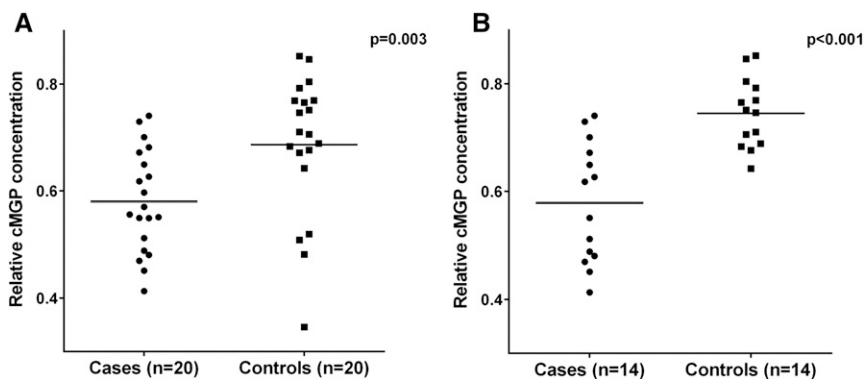 A
p=0.003
Relative cMGP concentration
0.8
0.6
0.4
Cases (n=20)
Controls (n=20)
B
p<0.001
Relative cMGP concentration
0.8
0.6
0.4
Cases (n=14)
Controls (n=14)